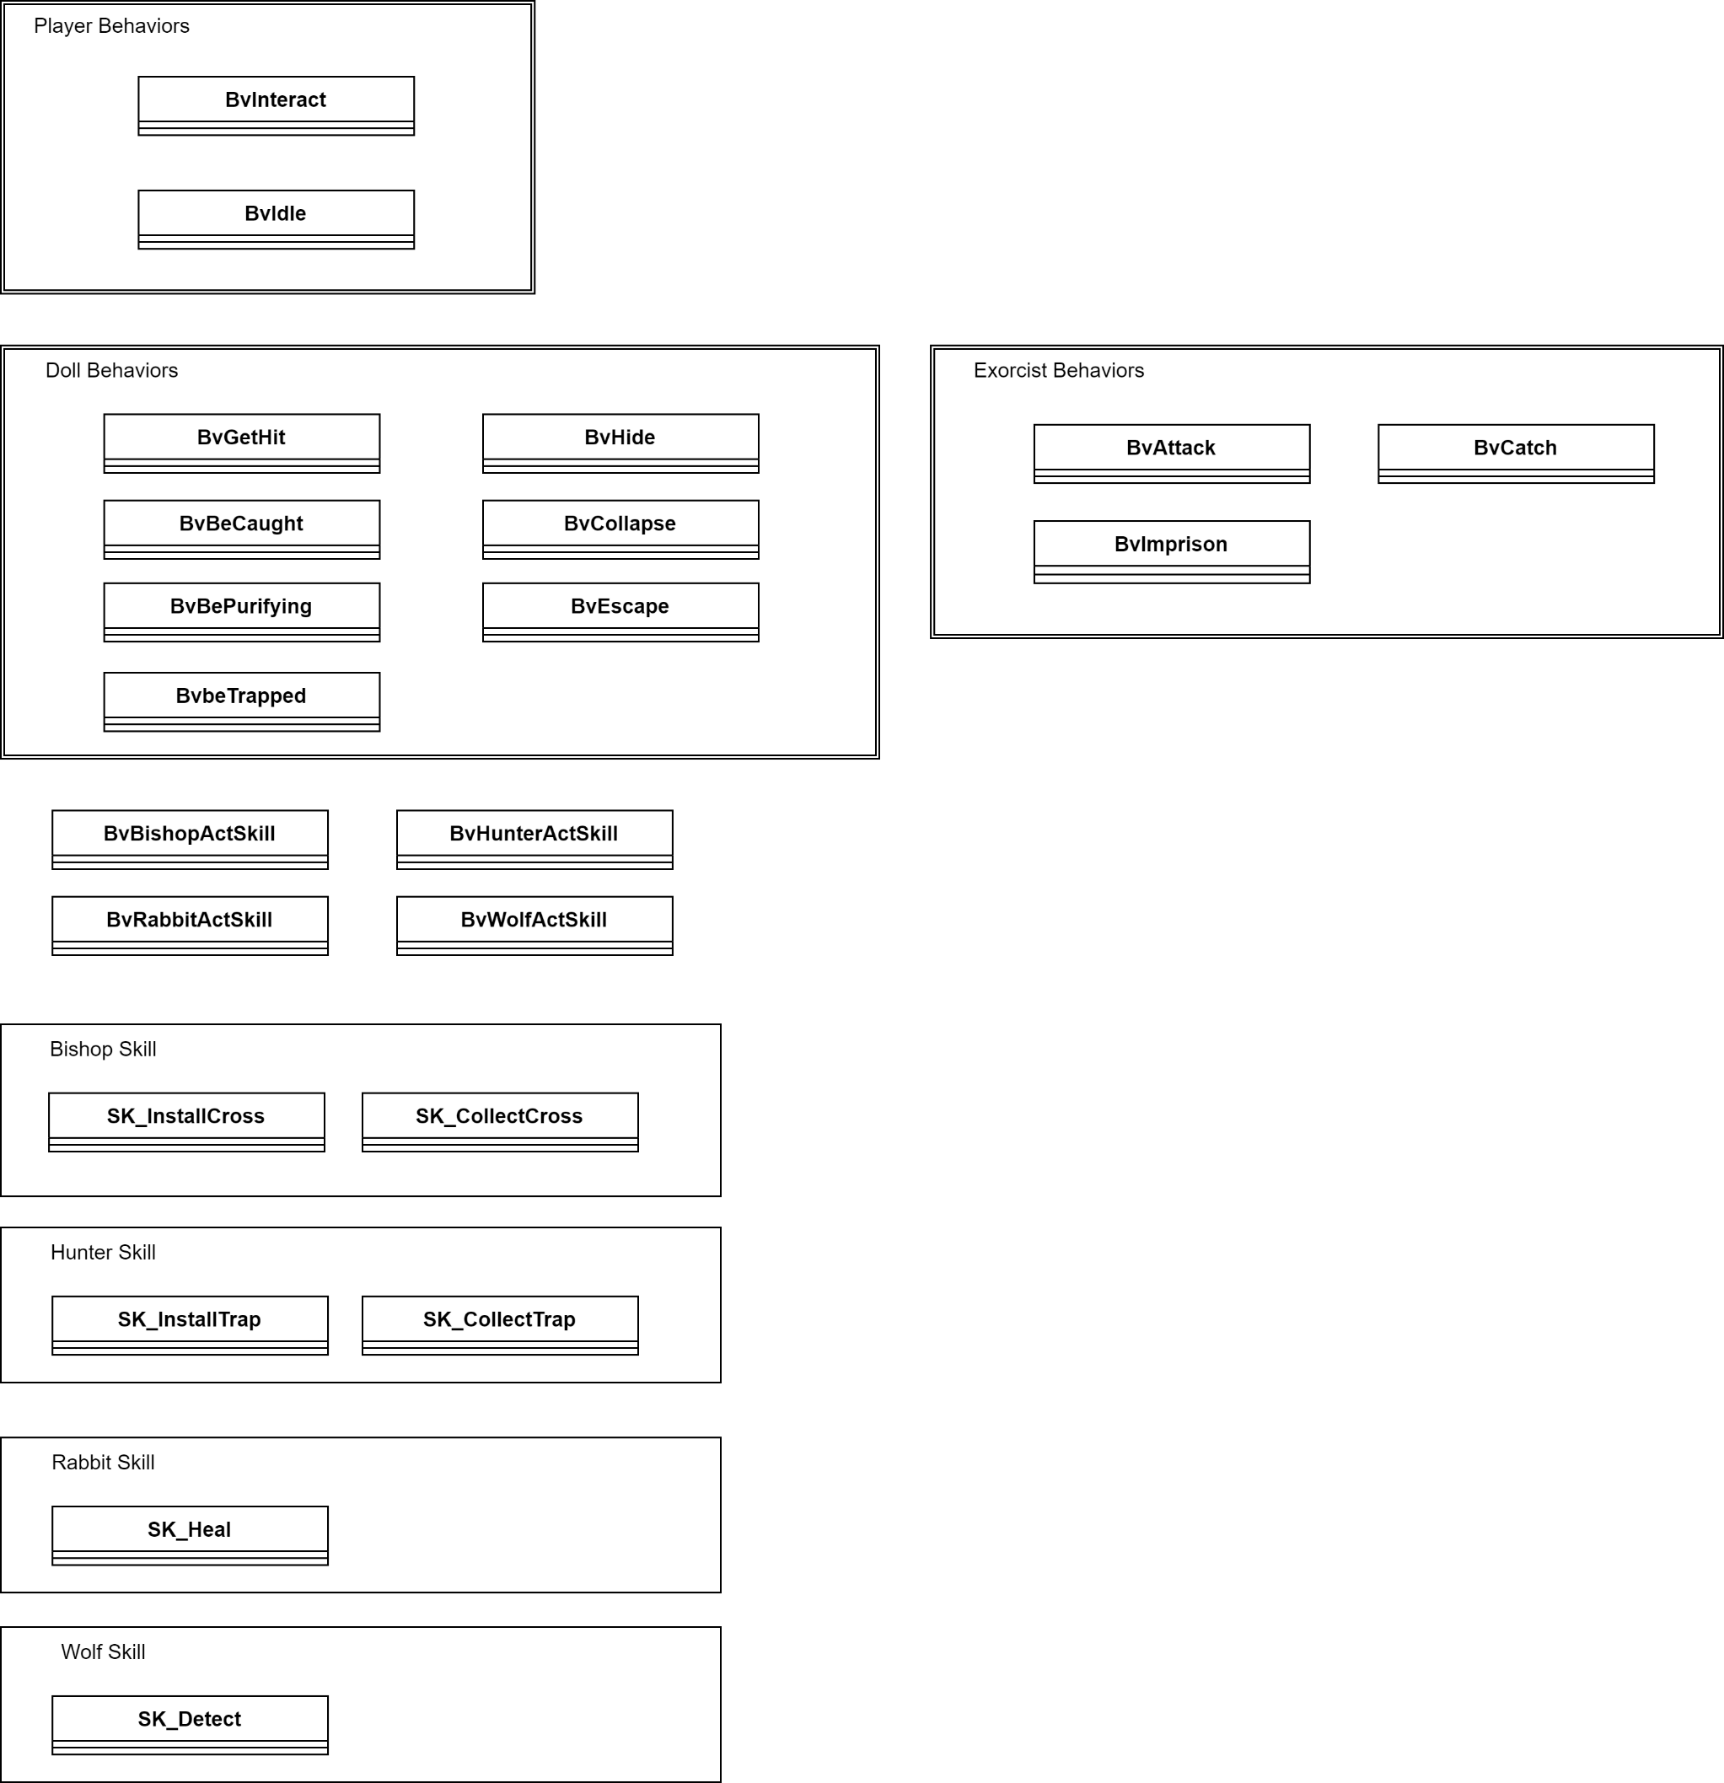 Player Behaviors
BvInteract
BvIdle
Doll Behaviors
BvGetHit
BvHide
BvBeCaught
BvCollapse
BvBePurifying
BvEscape
BvbeTrapped
Exorcist Behaviors
BvAttack
BvCatch
BvImprison
BvBishopActSkill
BvHunterActSkill
BvRabbitActSkill
BvWolfActSkill
Bishop Skill
SK_InstallCross
SK_CollectCross
Hunter Skill
SK_InstallTrap
SK_CollectTrap
Rabbit Skill
SK_Heal
Wolf Skill
SK_Detect